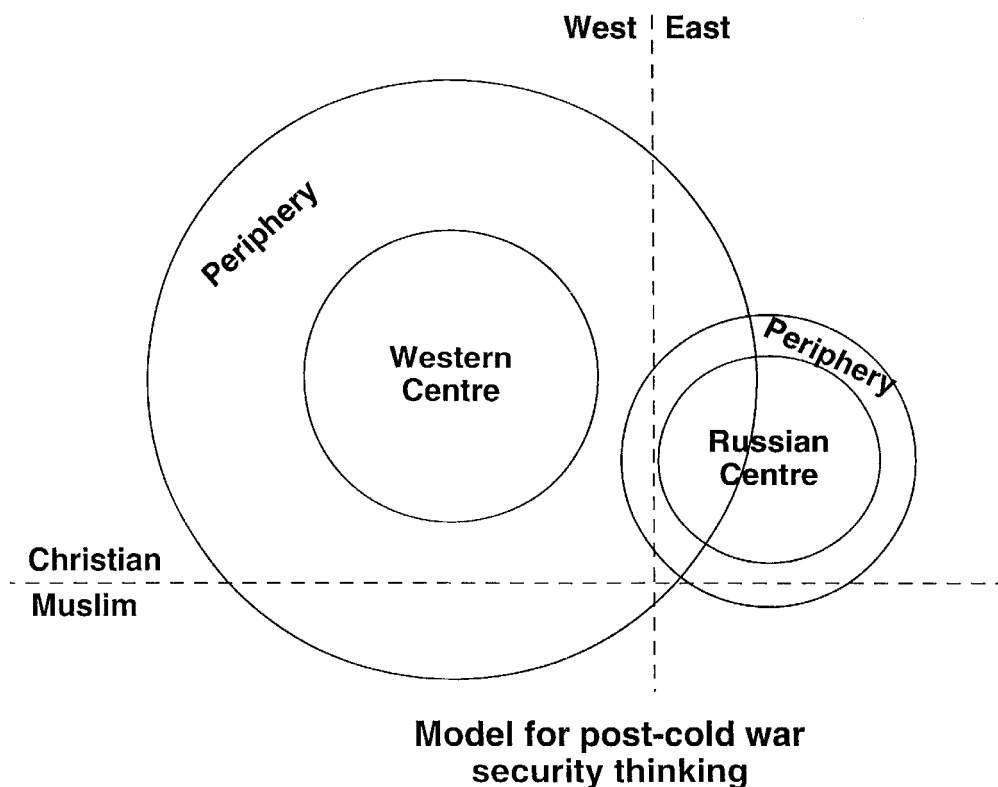 West East
Periphery
Periphery
Western
Centre
Russian
Centre
Christian
Muslim
Model for post-cold war
security thinking